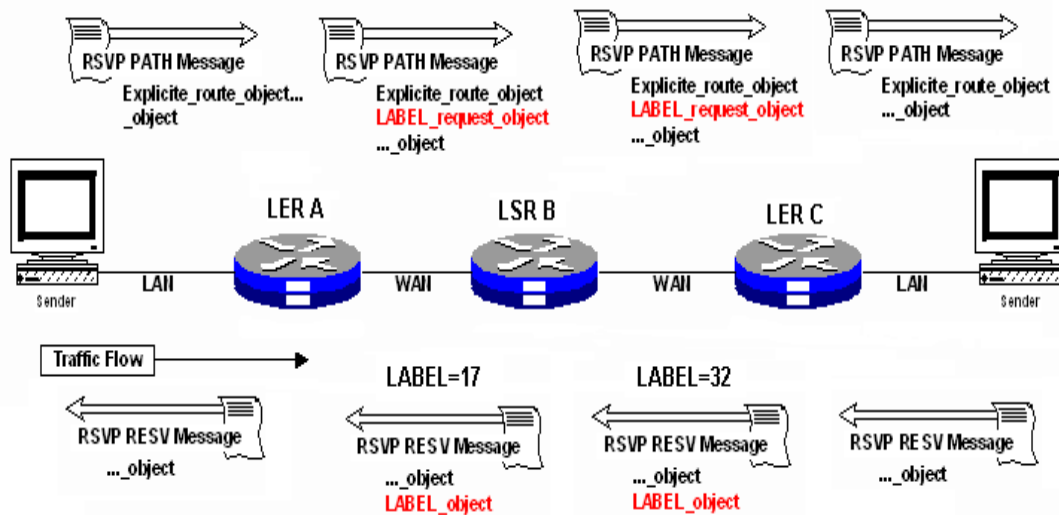 RSVP PATH Message
Explicite_route_object...
_object
RSVP PATH Message
Explicite_route_object
LABEL_request_object
..._object
RSVP PATH Message
Explicite_route_object
LABEL_request_object
..._object
RSVP PATH Message
Explicite_route_object
..._object
LER A
LSR B
LER C
LAN
WAN
WAN
LAN
Sender
Sender
Traffic Flow
LABEL=17
LABEL=32
RSVP RESV Message
..._object
RSVP RESV Message
..._object
LABEL_object
RSVP RESV Message
..._object
LABEL_object
RSVP RESV Message
..._object